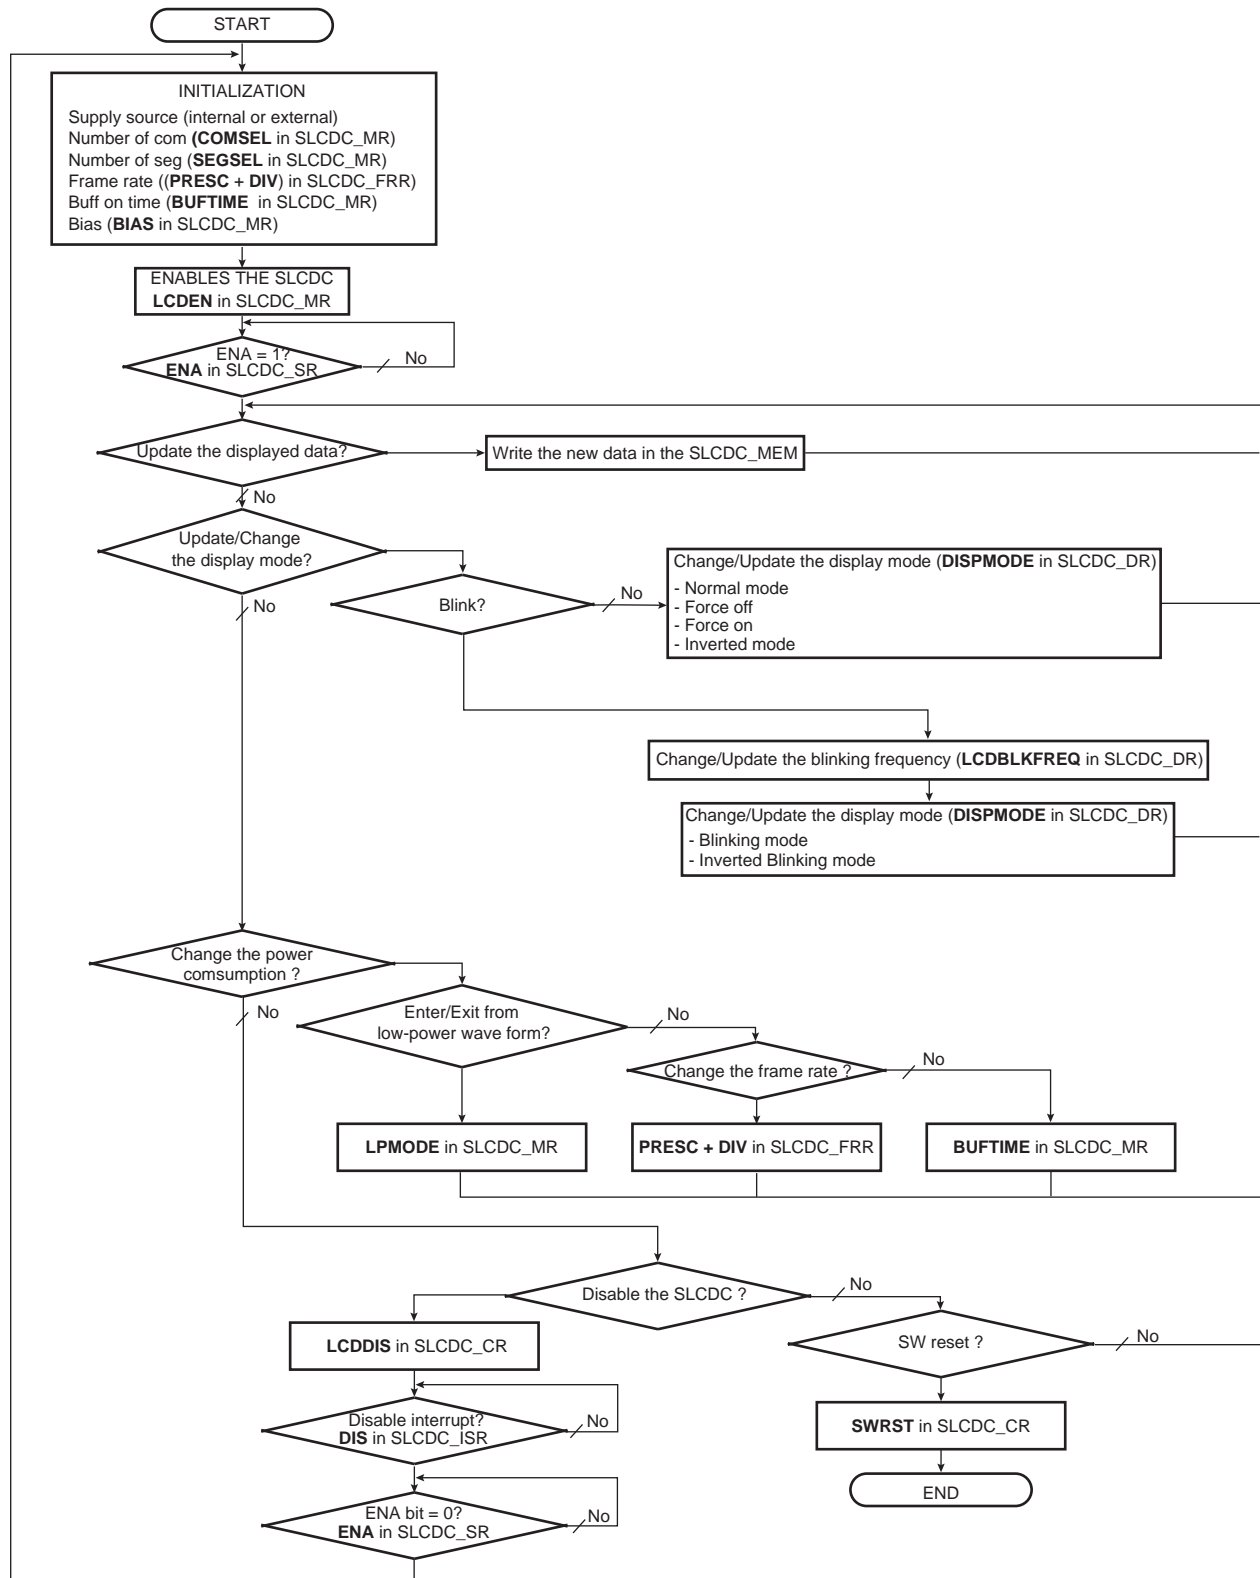 START
INITIALIZATION
Supply source (internal or external)
Number of com (COMSEL in SLCDC_MR)
Number of seg (SEGSEL in SLCDC_MR)
Frame rate ((PRESC + DIV) in SLCDC_FRR)
Buff on time (BUFTIME in SLCDC_MR)
Bias (BIAS in SLCDC_MR)
ENABLES THE SLCDC
LCDEN in SLCDC_MR
ENA = 1?
ENA in SLCDC_SR
No
Update the displayed data?
Write the new data in the SLCDC_MEM
No
Update/Change
the display mode?
No
Blink?
No
Change/Update the display mode (DISPMODE in SLCDC_DR)
- Normal mode
- Force off
- Force on
- Inverted mode
Change/Update the blinking frequency (LCDBLKFREQ in SLCDC_DR)
Change/Update the display mode (DISPMODE in SLCDC_DR)
- Blinking mode
- Inverted Blinking mode
Change the power
comsumption ?
No
Enter/Exit from
low-power wave form?
No
Change the frame rate ?
No
LPMODE in SLCDC_MR
PRESC + DIV in SLCDC_FRR
BUFTIME in SLCDC_MR
Disable the SLCDC ?
No
LCDDIS in SLCDC_CR
SW reset ?
No
Disable interrupt?
DIS in SLCDC_ISR
No
SWRST in SLCDC_CR
END
ENA bit = 0?
ENA in SLCDC_SR
No